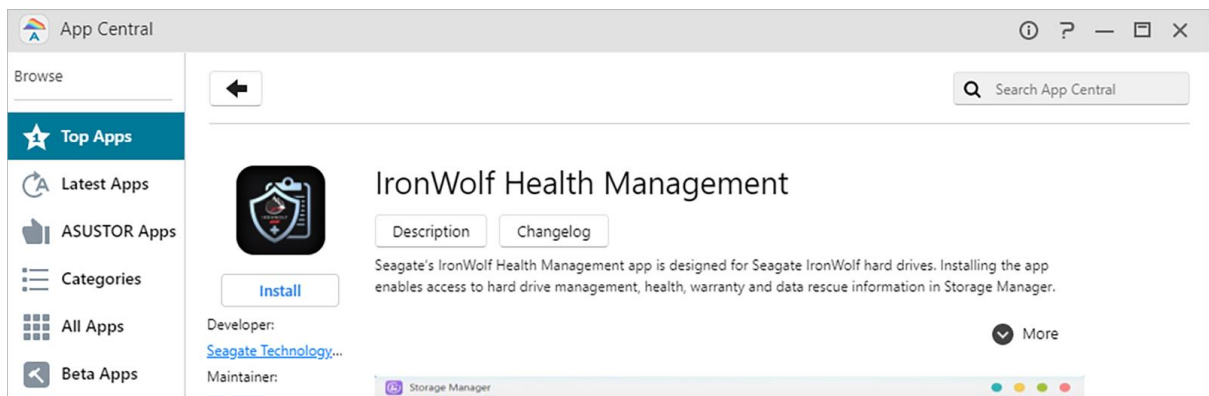 App Central
Browse
Search App Central
Top Apps
Latest Apps
ASUSTOR Apps
Categories
All Apps
Beta Apps
IronWolf Health Management
Description
Changelog
Seagate's IronWolf Health Management app is designed for Seagate IronWolf hard drives. Installing the app
enables access to hard drive management, health, warranty and data rescue information in Storage Manager.
Install
Developer:
Seagate Technology...
Maintainer:
More
Storage Manager